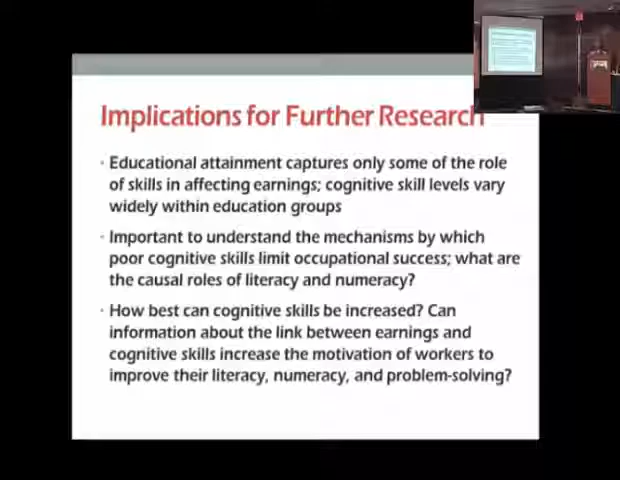 Implications for Further Research
• Educational attainment captures only some of the role
of skills in affecting earnings; cognitive skill levels vary
widely within education groups
• Important to understand the mechanisms by which
poor cognitive skills limit occupational success; what are
the causal roles of literacy and numeracy?
• How best can cognitive skills be increased? Can
information about the link between earnings and
cognitive skills increase the motivation of workers to
improve their literacy, numeracy, and problem-solving?